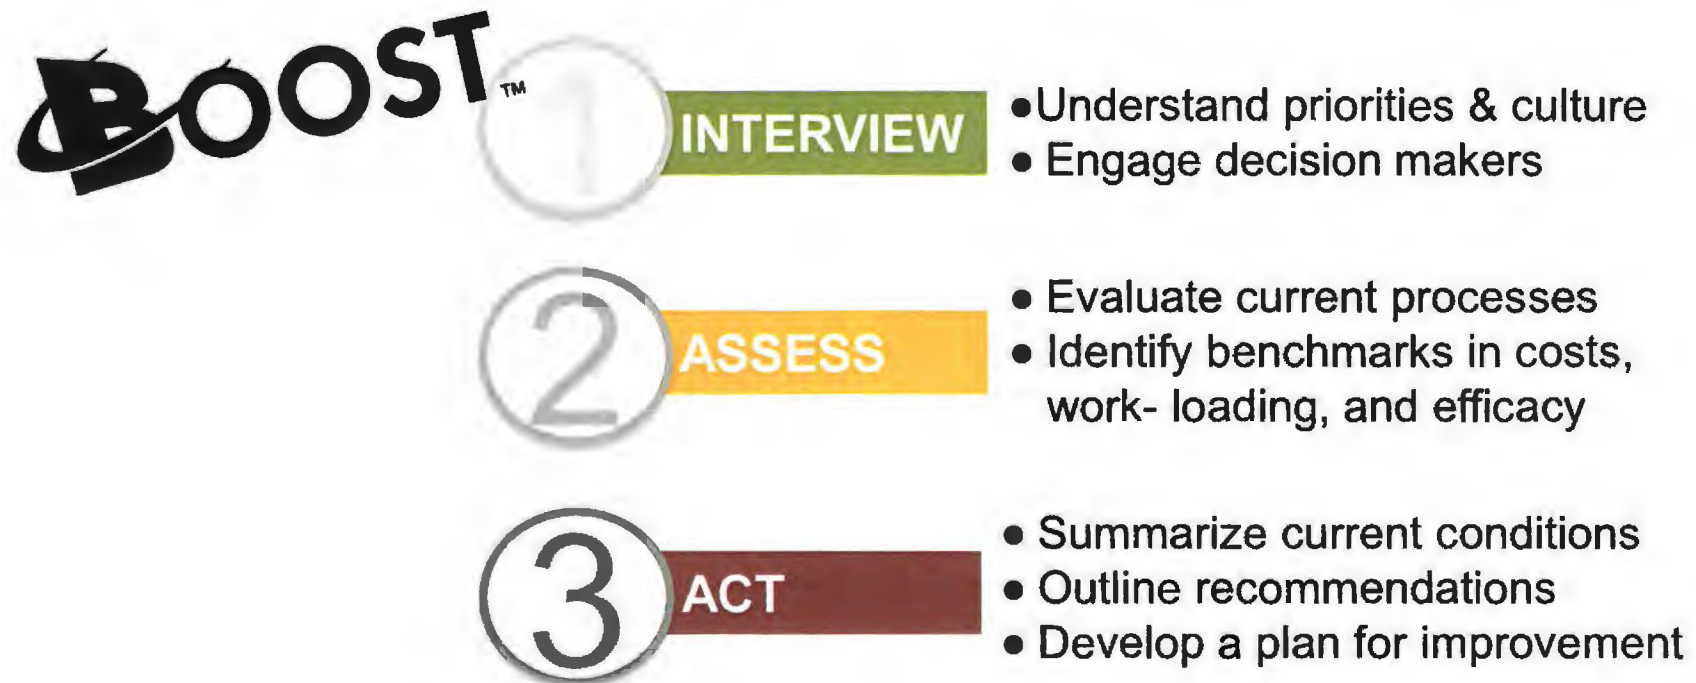 BOOST™
1
INTERVIEW
●Understand priorities & culture
● Engage decision makers
2
ASSESS
● Evaluate current processes
● Identify benchmarks in costs,
work- loading, and efficacy
3
ACT
● Summarize current conditions
● Outline recommendations
● Develop a plan for improvement